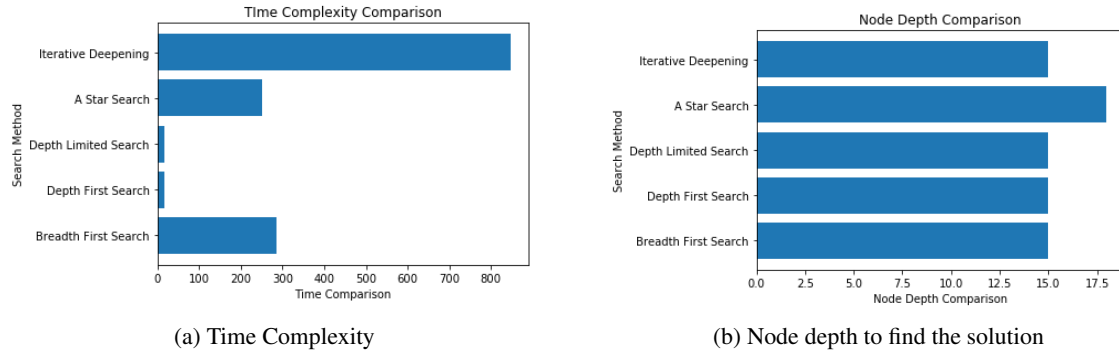 TIme Complexity Comparison
Search Method
Iterative Deepening
A Star Search
Depth Limited Search
Depth First Search
Breadth First Search
0 100 200 300 400 500 600 700 800
Time Comparison
(a) Time Complexity
Node Depth Comparison
Search Method
Iterative Deepening
A Star Search
Depth Limited Search
Depth First Search
Breadth First Search
0.0 2.5 5.0 7.5 10.0 12.5 15.0 17.5
Node Depth Comparison
(b) Node depth to find the solution